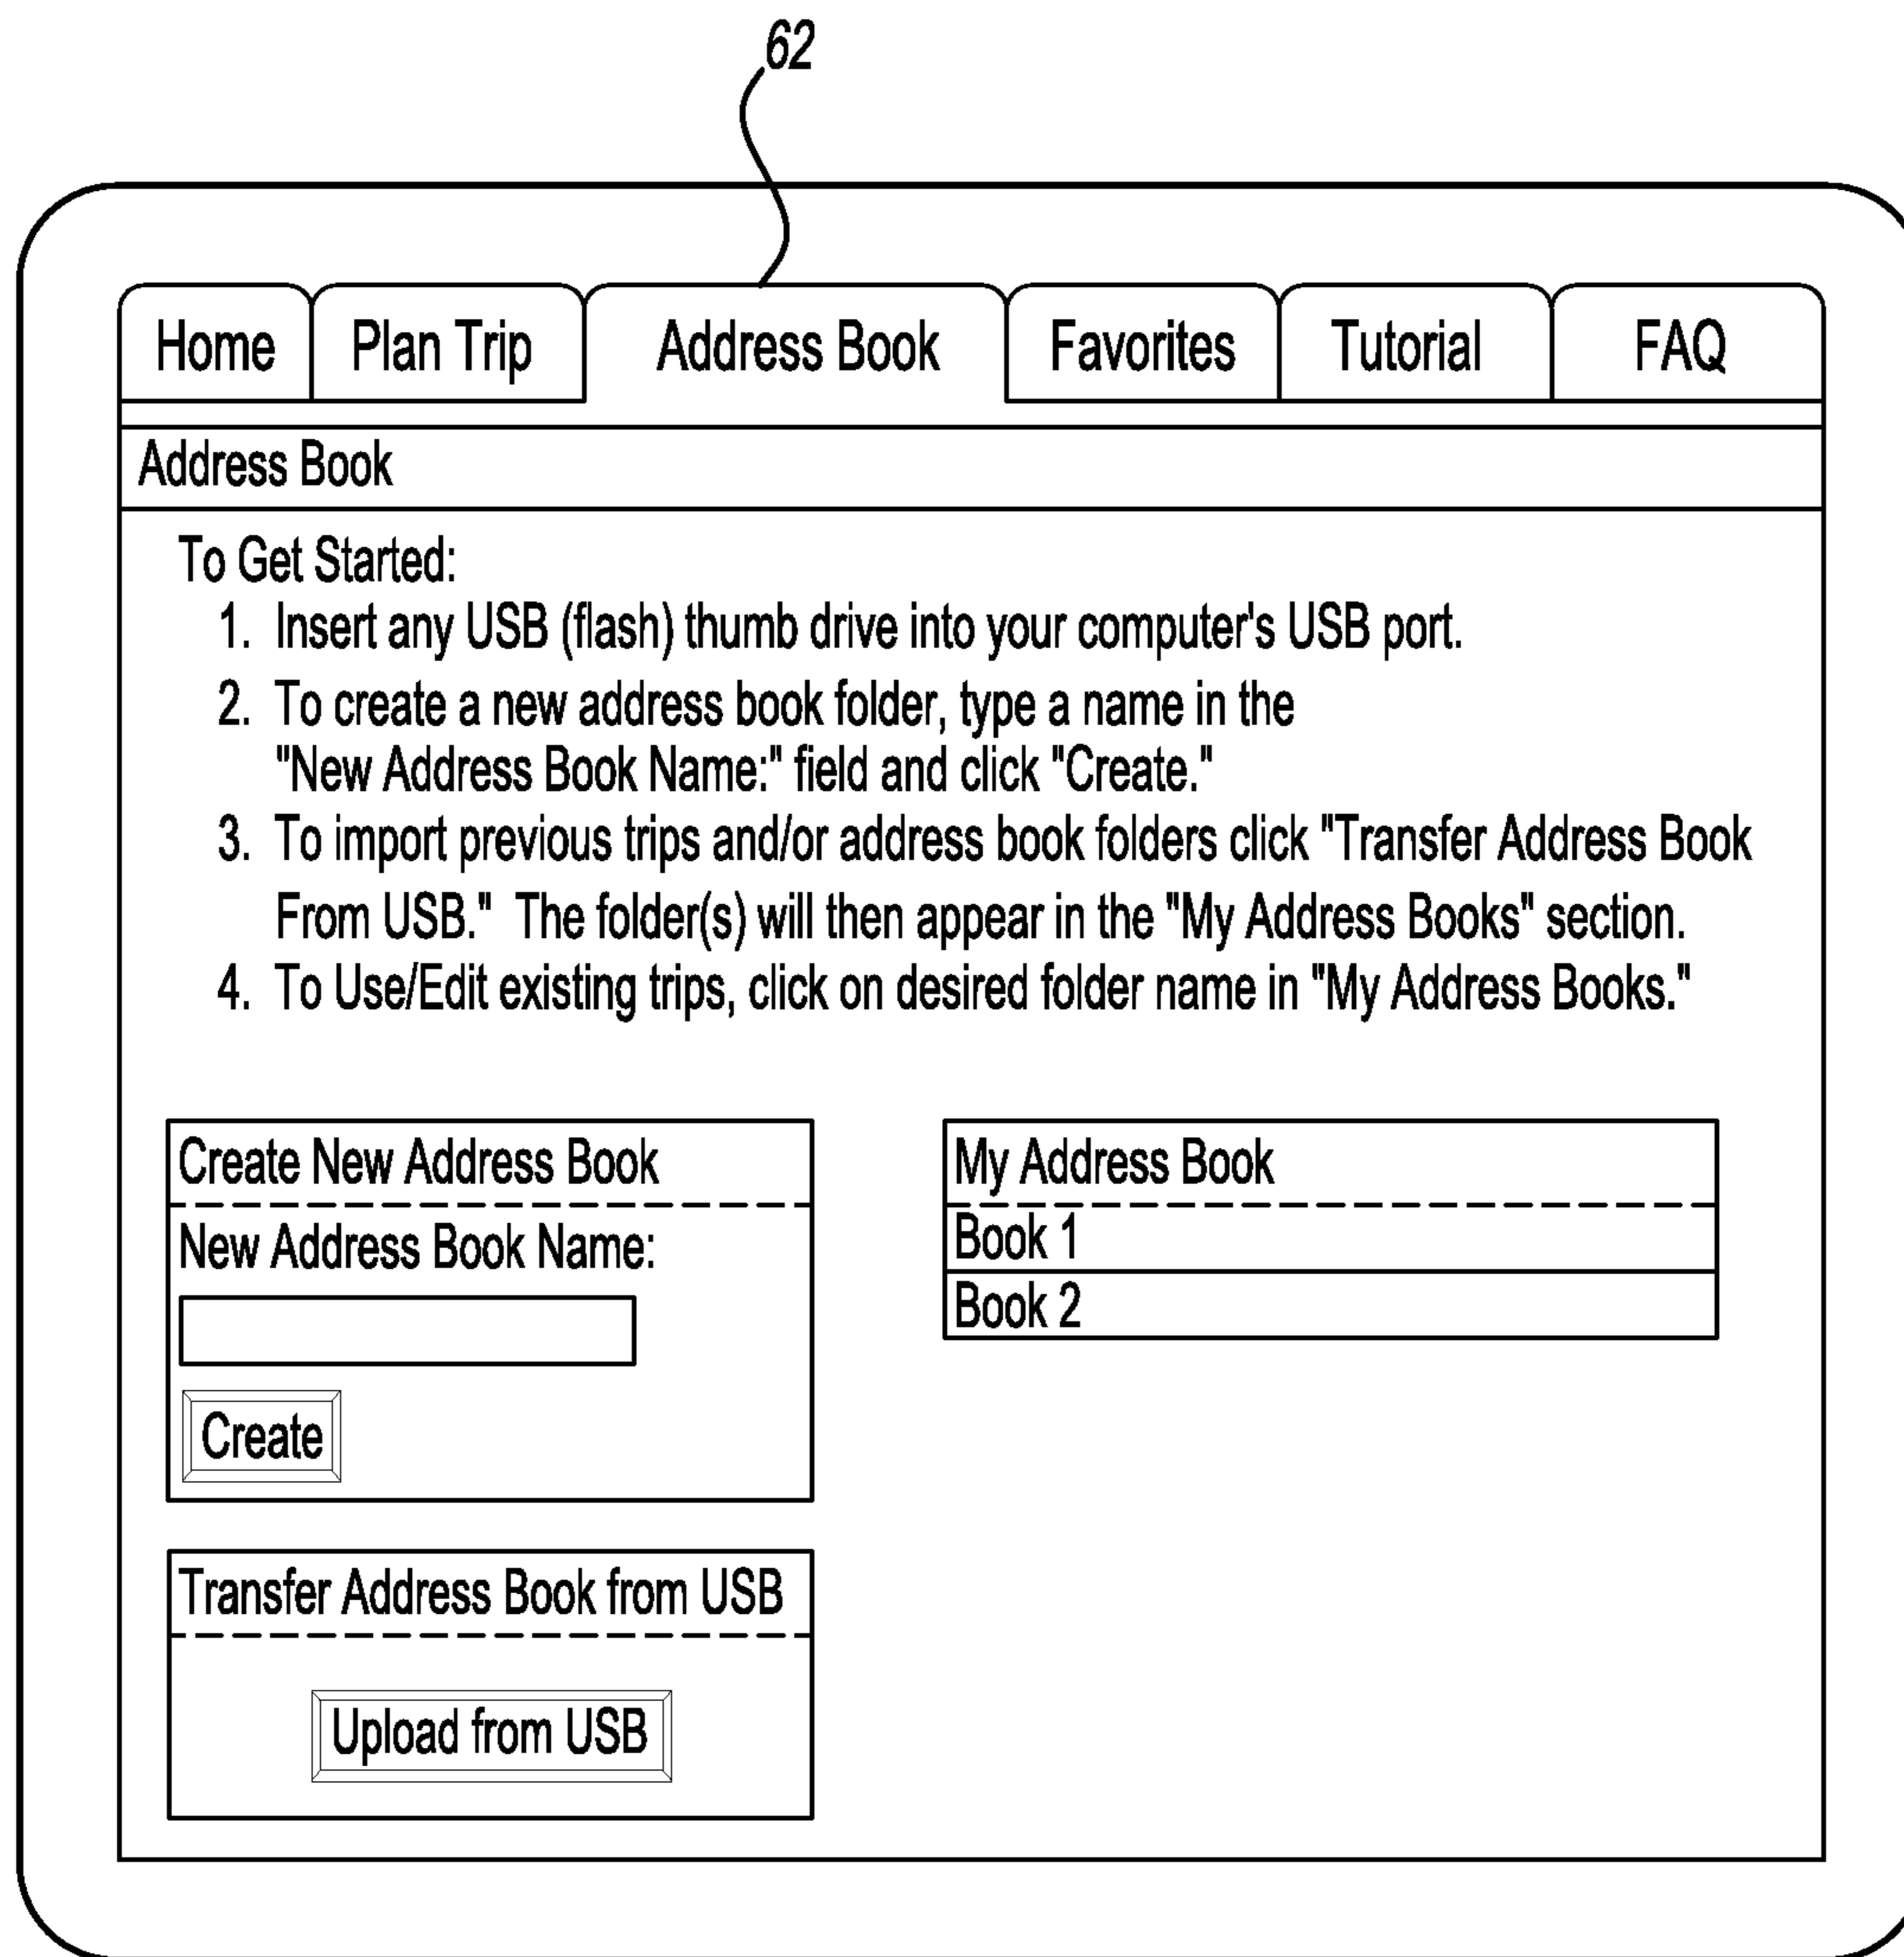 62
Home Plan Trip Address Book Favorites Tutorial FAQ
Address Book
To Get Started:
1. Insert any USB (flash) thumb drive into your computer's USB port.
2. To create a new address book folder, type a name in the
"New Address Book Name:" field and click "Create."
3. To import previous trips and/or address book folders click "Transfer Address Book
From USB." The folder(s) will then appear in the "My Address Books" section.
4. To Use/Edit existing trips, click on desired folder name in "My Address Books."
Create New Address Book
New Address Book Name:
Create
My Address Book
Book 1
Book 2
Transfer Address Book from USB
Upload from USB